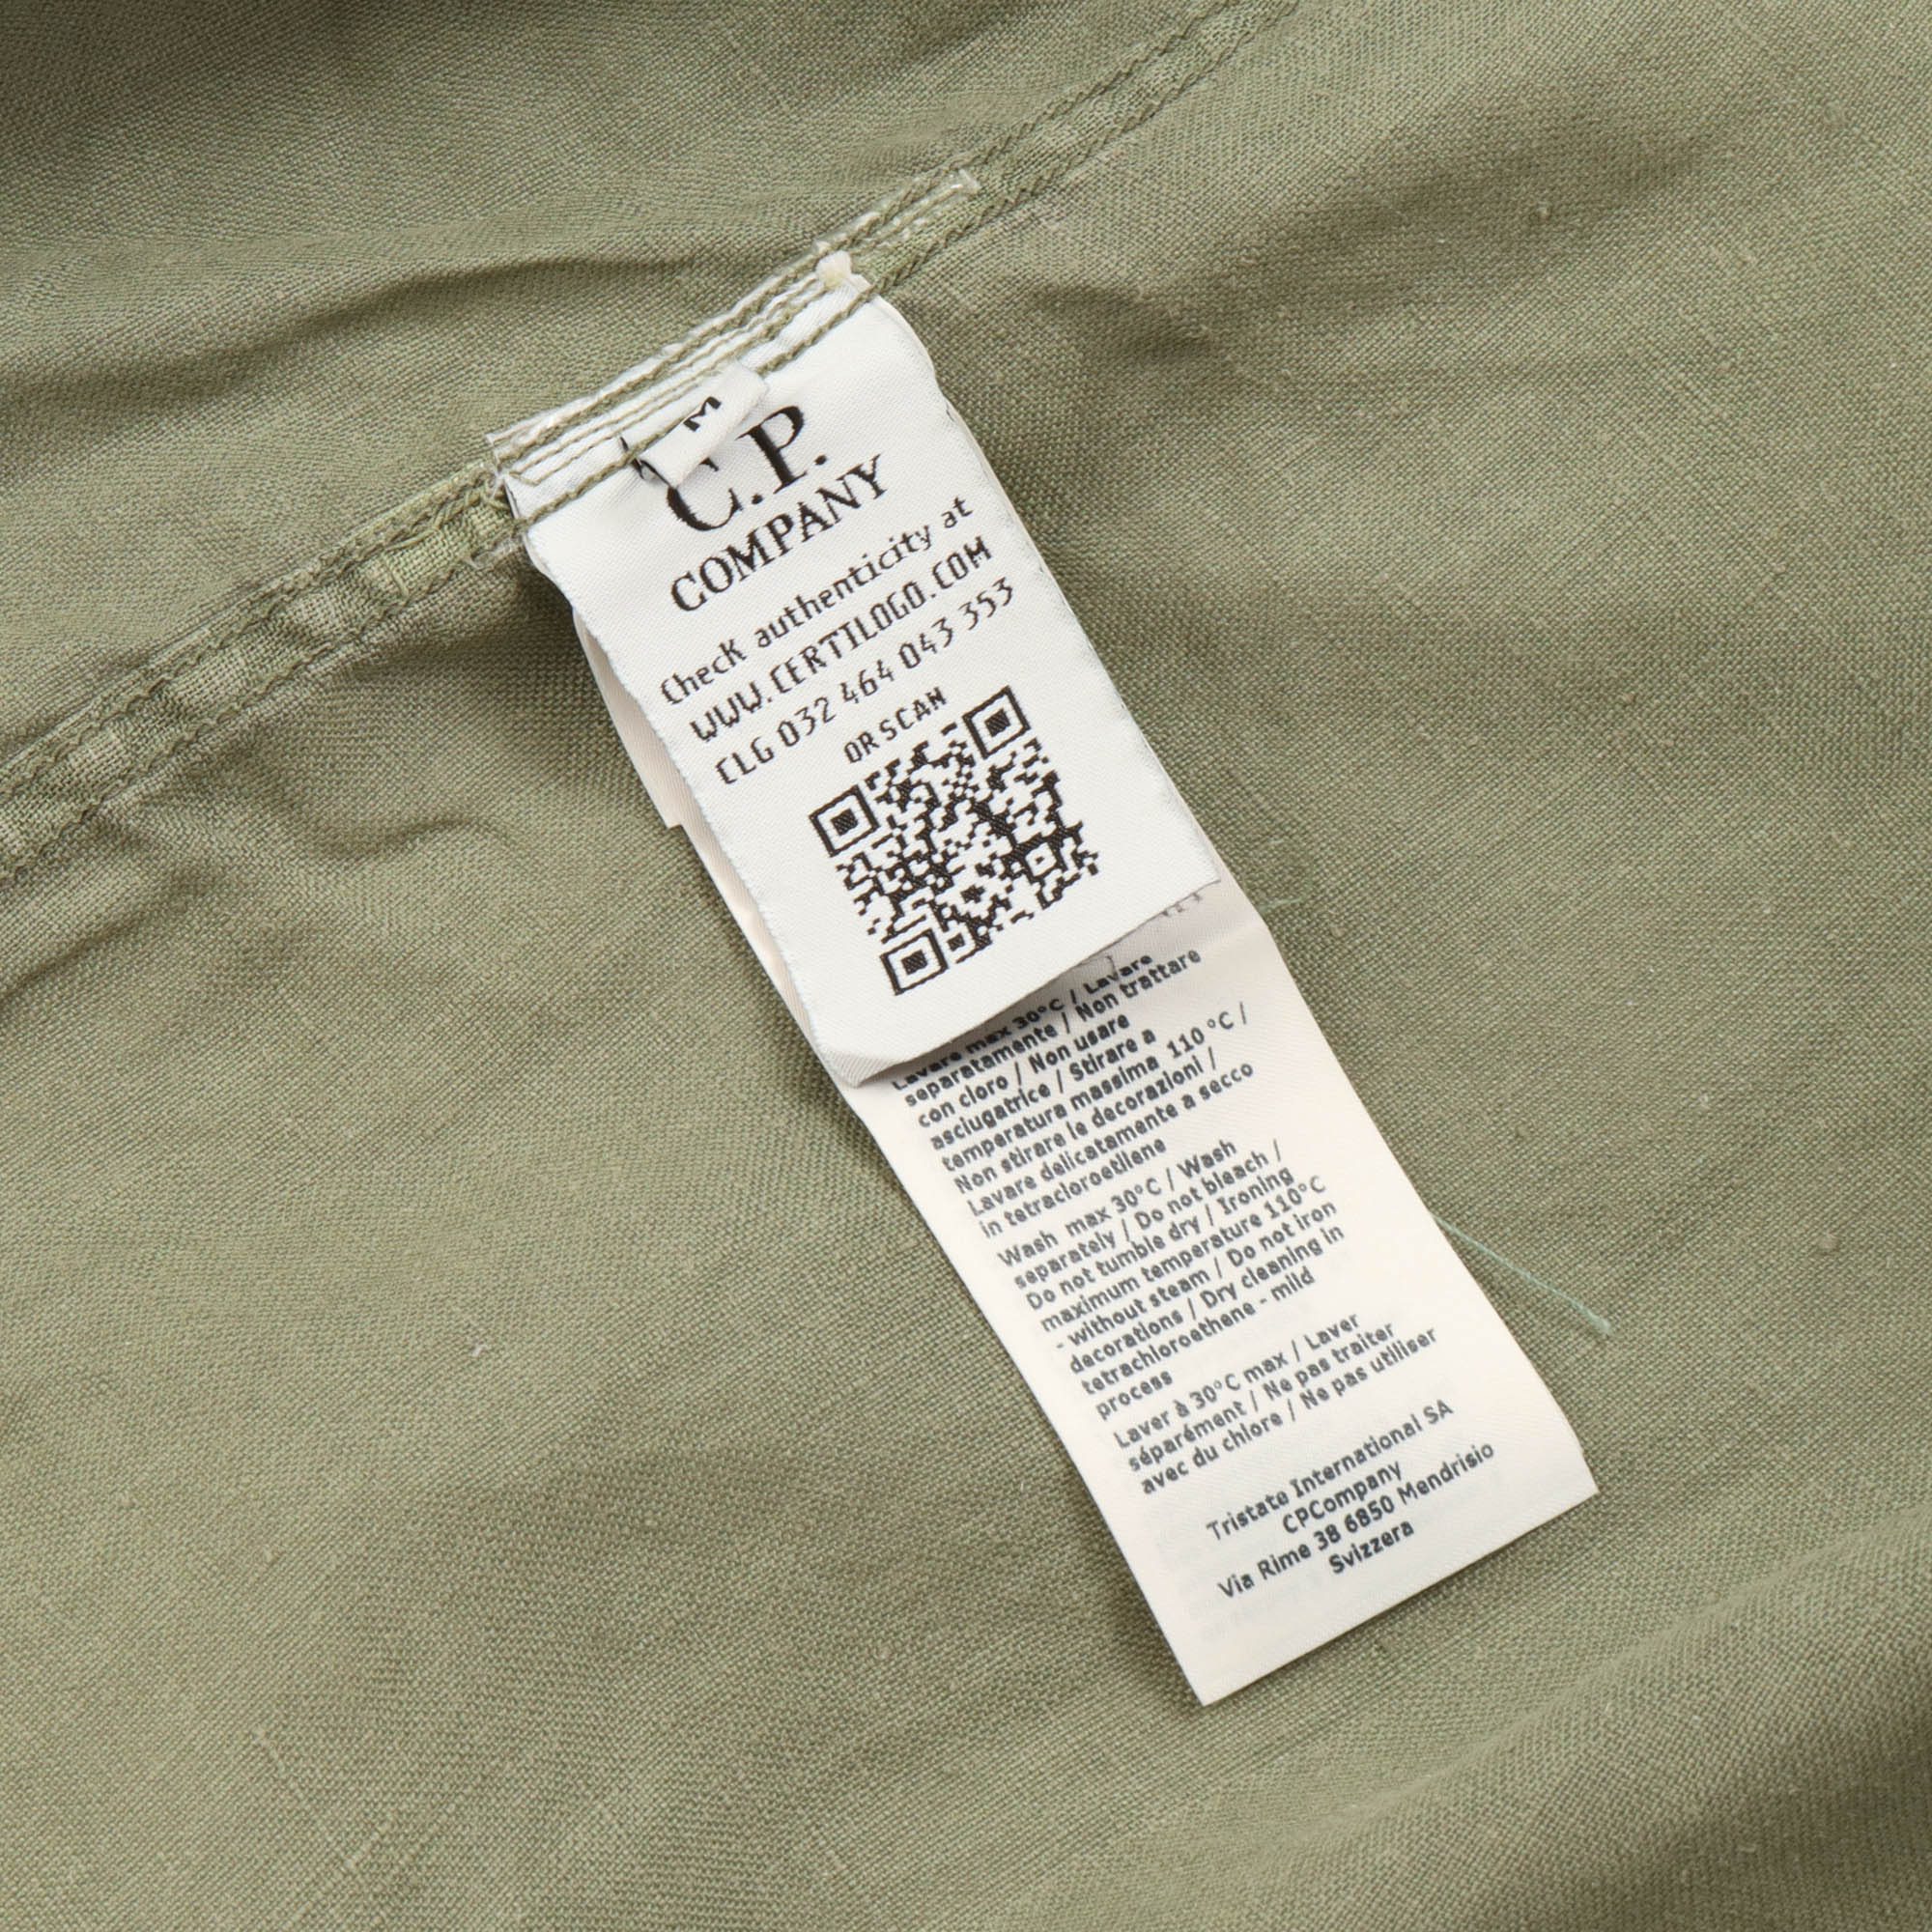 M
C.P.
COMPANY
Check authenticity at
WWW.CERTILOGO.COM
CLG 032 464 043 353
OR SCAN
Lavare max 30°C / Lavare
separatamente / Non trattare
con cloro / Non usare
asciugatrice / Stirare a
temperatura massima 110°C /
Non stirare le decorazioni /
Lavare delicatamente a secco
in tetracloroetilene
Wash max 30°C / Wash
separately / Do not bleach /
Do not tumble dry / Ironing
maximum temperature 110°C
- without steam / Do not iron
decorations / Dry cleaning in
tetrachloroethene - mild
process
Laver à 30°C max / Laver
séparément / Ne pas traiter
avec du chlore / Ne pas utiliser
Tristate International SA
CPCompany
Via Rime 38 6850 Mendrisio
Svizzera